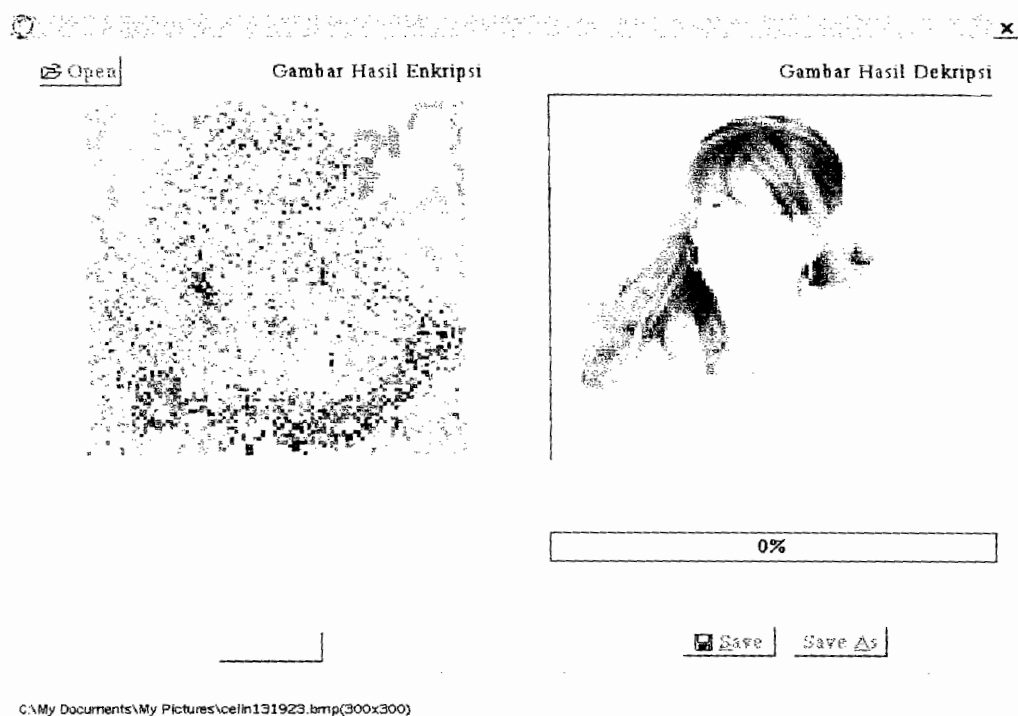 Open
Gambar Hasil Enkripsi
Gambar Hasil Dekripsi
0%
Save
Save As
C:\My Documents\My Pictures\celin131923.bmp(300x300)